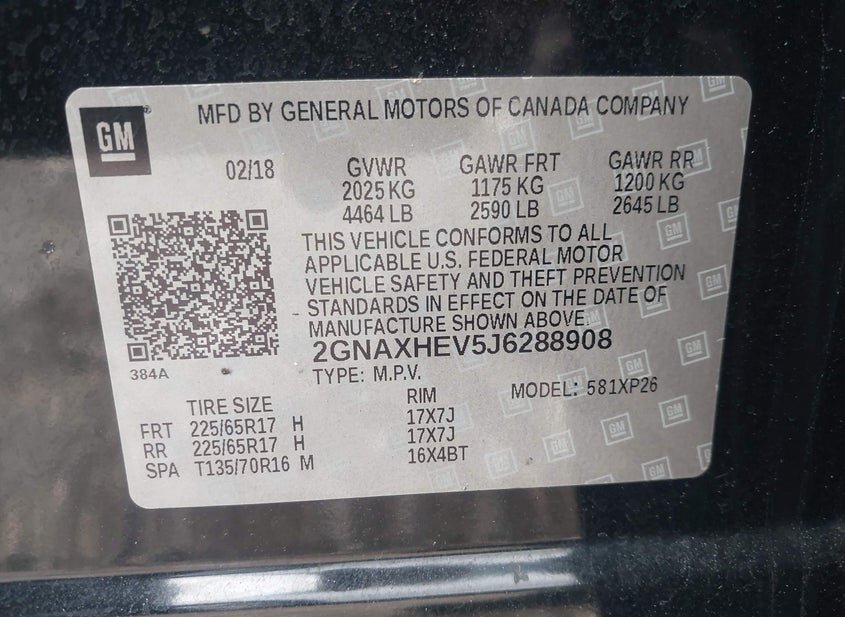 GM
MFD BY GENERAL MOTORS OF CANADA COMPANY
02/18 GVWR GAWR FRT GAWR RR
2025 KG 1175 KG 1200 KG
4464 LB 2590 LB 2645 LB
THIS VEHICLE CONFORMS TO ALL
APPLICABLE U.S. FEDERAL MOTOR
VEHICLE SAFETY AND THEFT PREVENTION
STANDARDS IN EFFECT ON THE DATE OF
MANUFACTURE SHOWN ABOVE.
2GNAXHEV5J6288908
384A
TYPE: M.P.V.
MODEL: 581XP26
TIRE SIZE RIM
FRT 225/65R17 H 17X7J
RR 225/65R17 H 17X7J
SPA T135/70R16 M 16X4BT